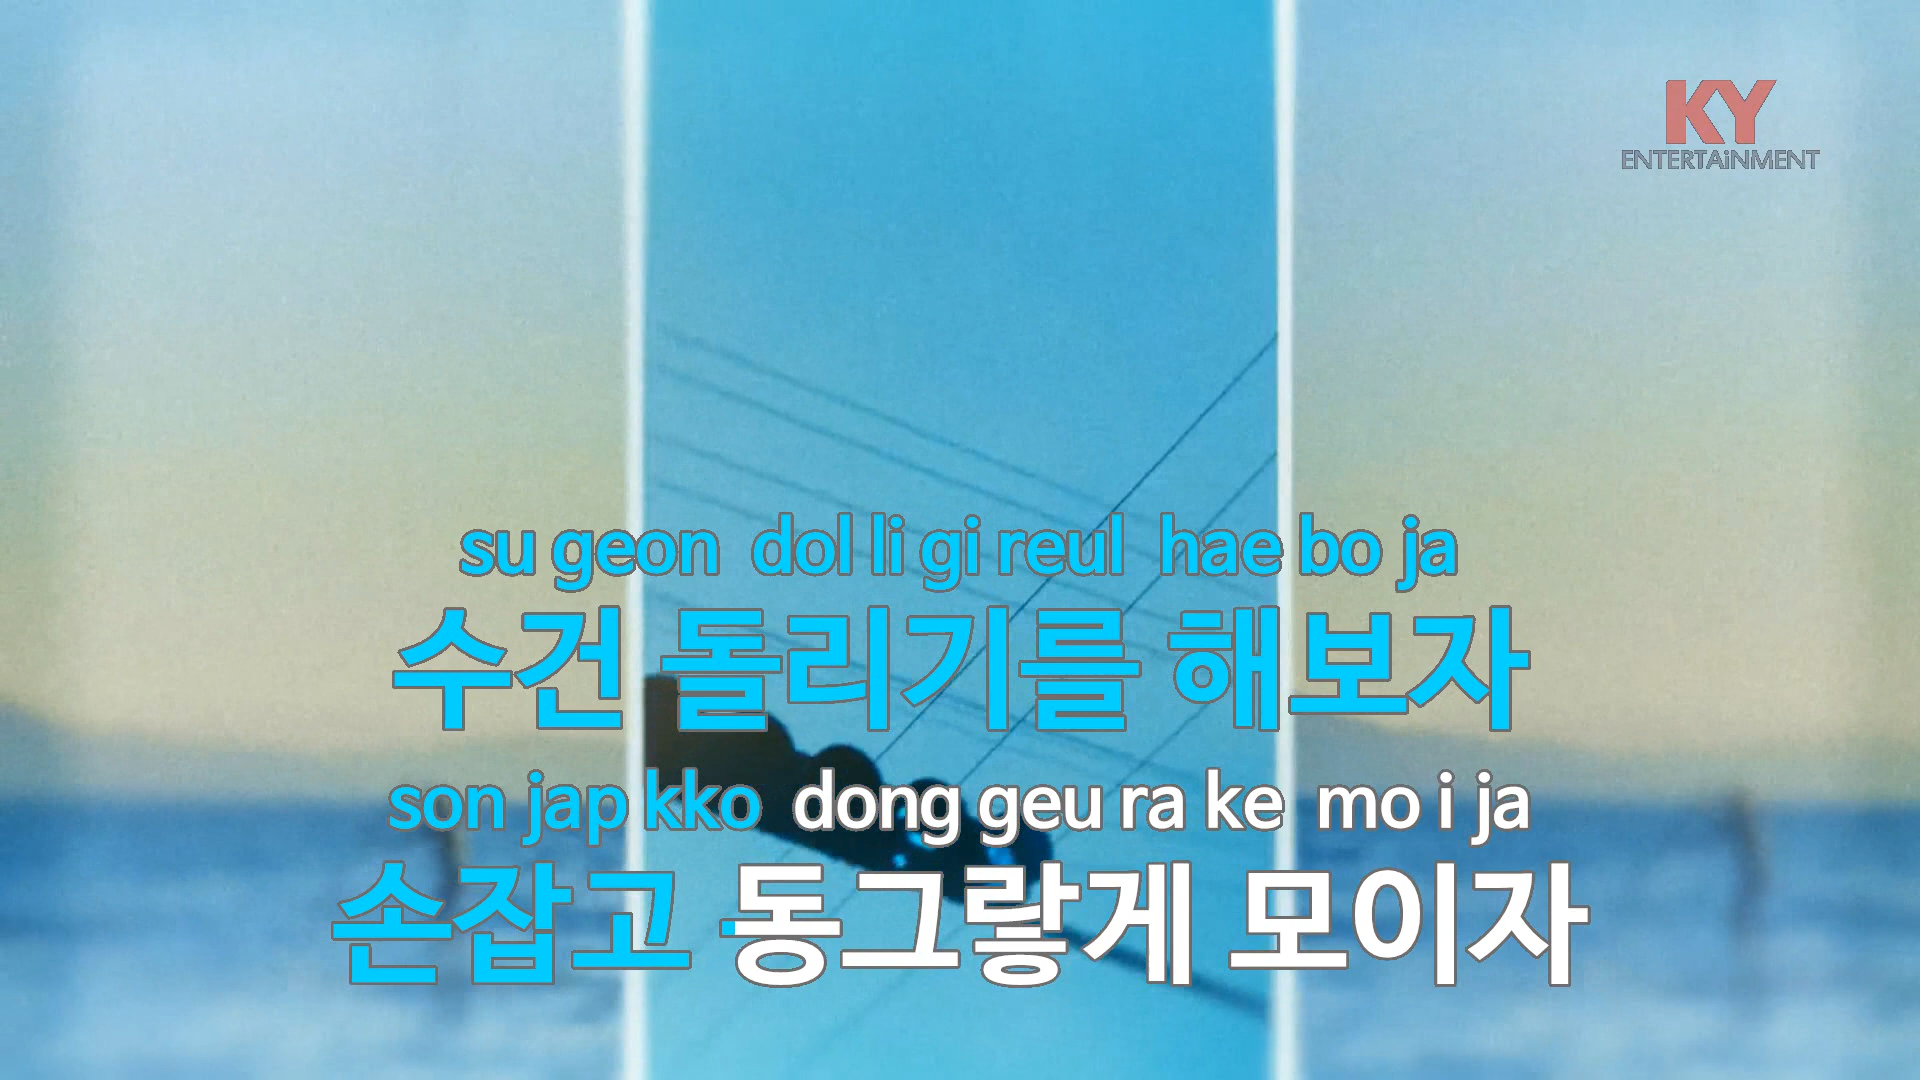 KY
ENTERTAiNMENT
su geon dol li gi reul hae bo ja
수건 돌리기를 해보자
son jap kko dong geu ra ke mo i ja
손잡고 동그랗게 모이자